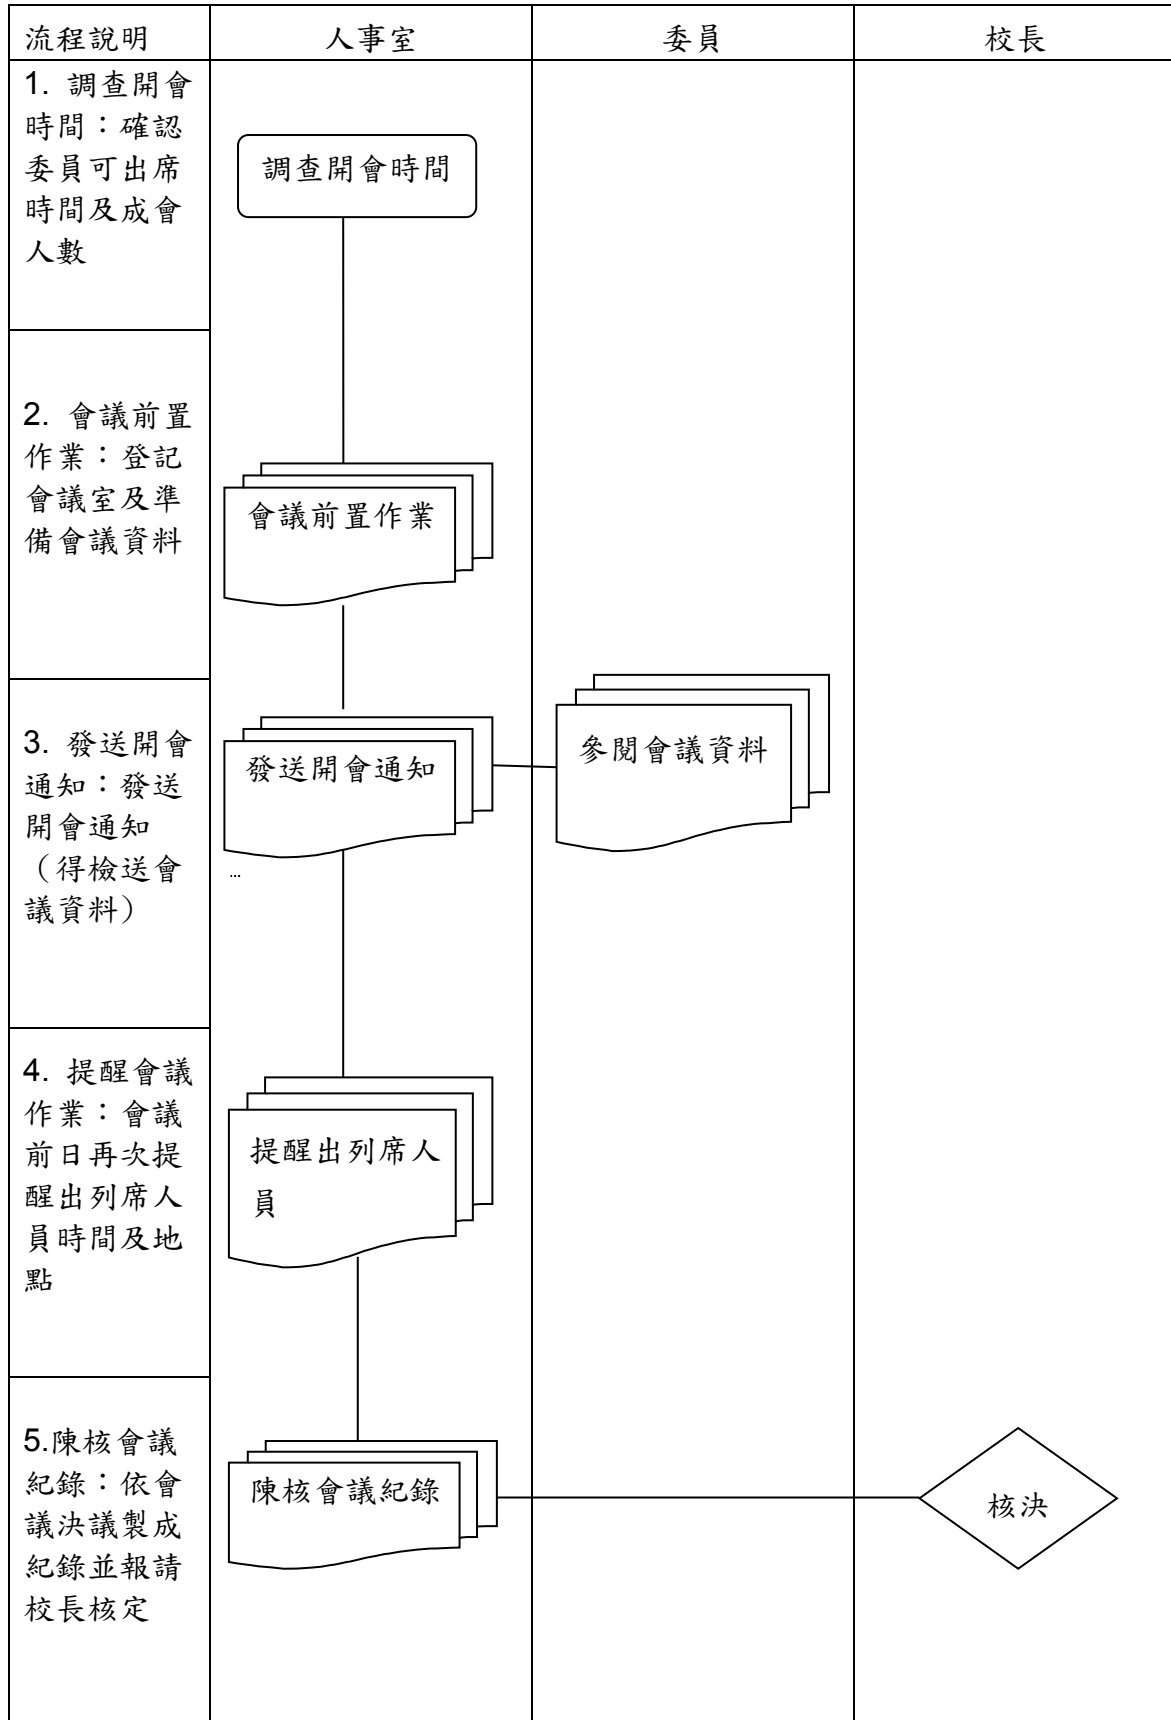 流程說明
人事室
委員
校長
1. 調查開會
時間：確認
委員可出席
時間及成會
人數
調查開會時間
2. 會議前置
作業：登記
會議室及準
備會議資料
會議前置作業
3. 發送開會
通知：發送
開會通知
（得檢送會
議資料）
發送開會通知
...
參閱會議資料
4. 提醒會議
作業：會議
前日再次提
醒出列席人
員時間及地
點
提醒出列席人
員
5.陳核會議
紀錄：依會
議決議製成
紀錄並報請
校長核定
陳核會議紀錄
核決